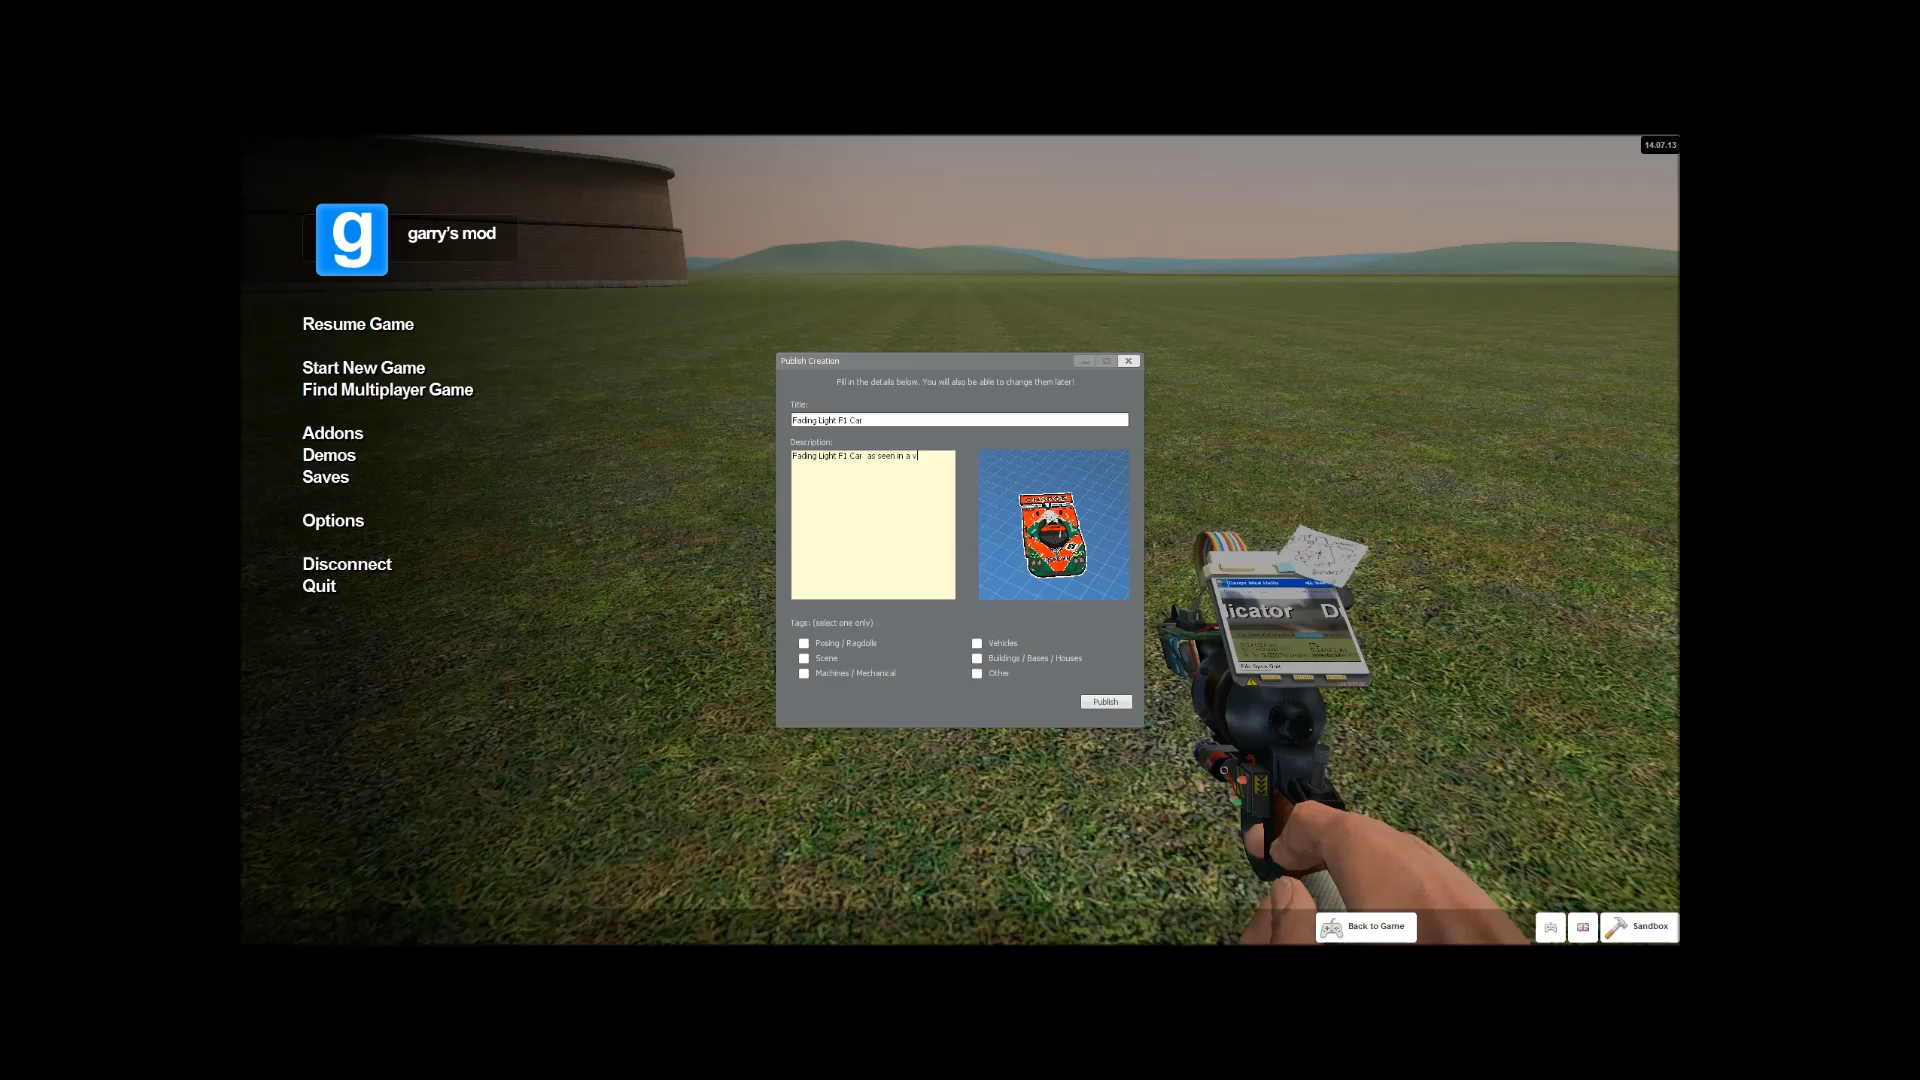 14.07.13
g
garry's mod
Resume Game
Start New Game
Find Multiplayer Game
Addons
Demos
Saves
Options
Disconnect
Quit
Publish Creation
Fill in the details below. You will also be able to change them later!
Title:
Fading Light F1 Car
Description:
Fading Light F1 Car  as seen in a v
Tags: (select one only)
Posing / Ragdolls
Vehicles
Scene
Buildings / Bases / Houses
Machines / Mechanical
Other
Publish
licator D
Back to Game
Sandbox